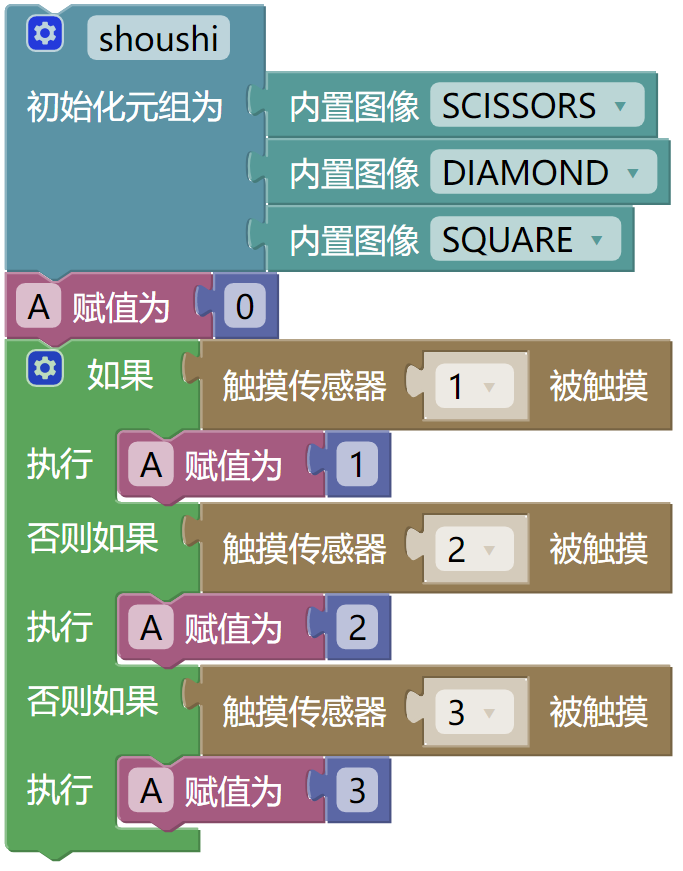 shoushi
初始化元组为 内置图像 SCISSORS
内置图像 DIAMOND
内置图像 SQUARE
A 赋值为 0
如果 触摸传感器 1 被触摸
执行 A 赋值为 1
否则如果 触摸传感器 2 被触摸
执行 A 赋值为 2
否则如果 触摸传感器 3 被触摸
执行 A 赋值为 3